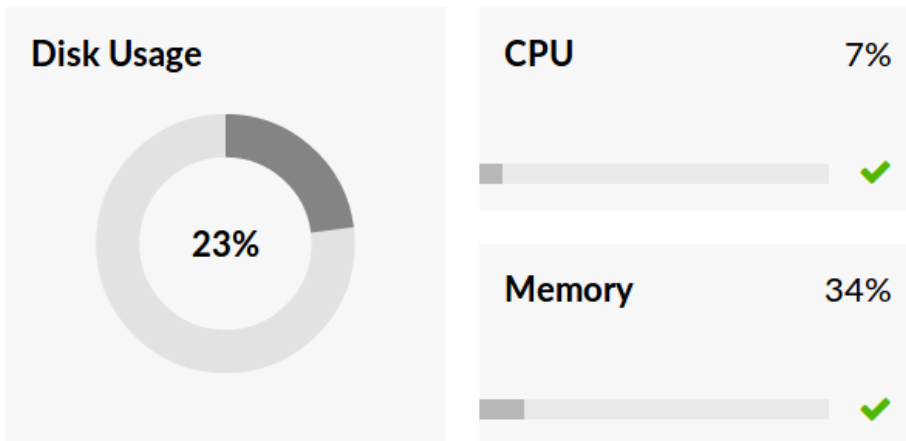 Disk Usage
23%
CPU
7%
Memory
34%